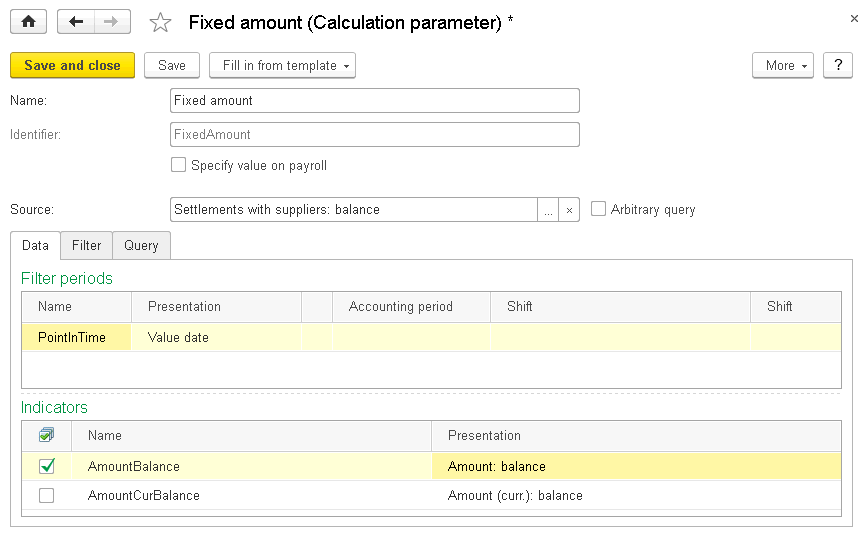 Fixed amount (Calculation parameter) *
Save and close Save Fill in from template More ?
Name: Fixed amount
Identifier: FixedAmount
Specify value on payroll
Source: Settlements with suppliers: balance ... × Arbitrary query
Data Filter Query
Filter periods
Name Presentation Accounting period Shift Shift
PointInTime Value date
Indicators
Name Presentation
AmountBalance Amount: balance
AmountCurBalance Amount (curr.): balance